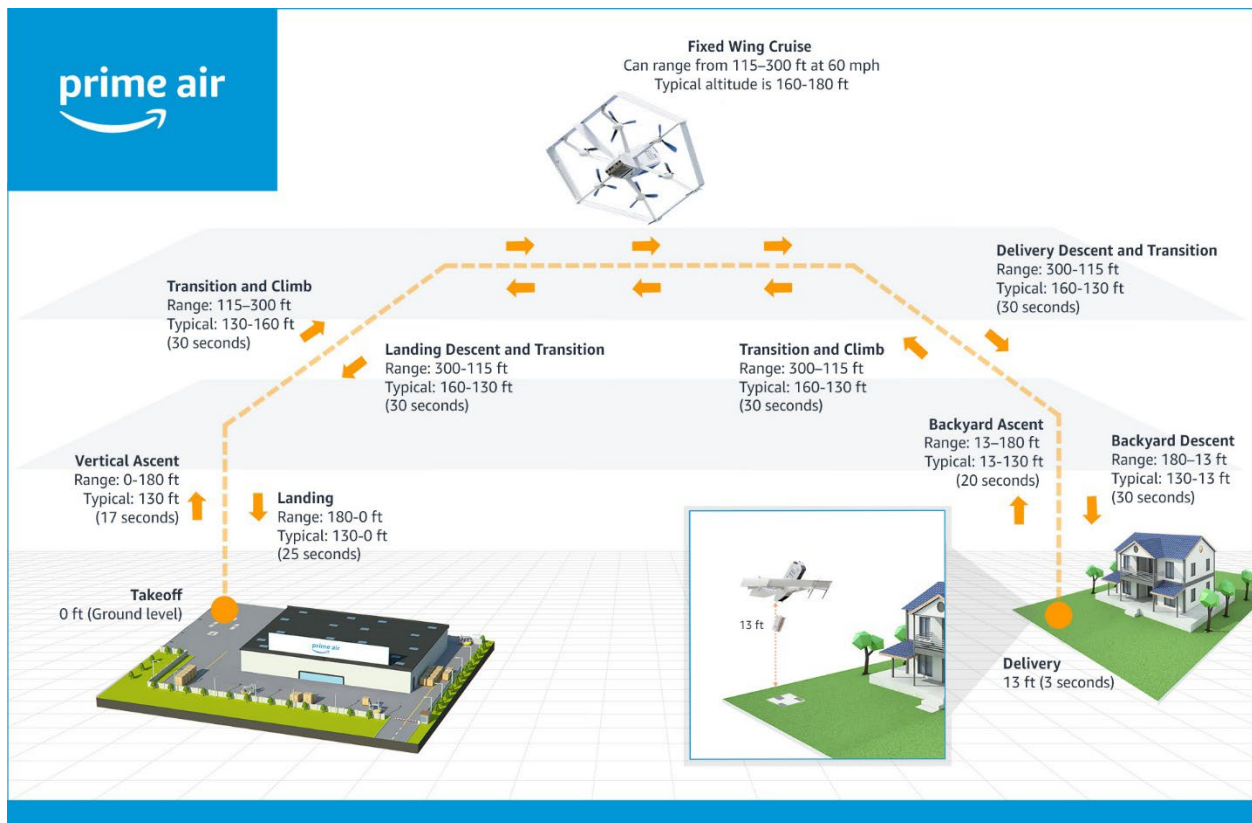 prime air
Fixed Wing Cruise
Can range from 115–300 ft at 60 mph
Typical altitude is 160-180 ft
Transition and Climb
Range: 115–300 ft
Typical: 130-160 ft
(30 seconds)
Delivery Descent and Transition
Range: 300-115 ft
Typical: 160-130 ft
(30 seconds)
Landing Descent and Transition
Range: 300-115 ft
Typical: 160-130 ft
(30 seconds)
Transition and Climb
Range: 300–115 ft
Typical: 160-130 ft
(30 seconds)
Vertical Ascent
Range: 0-180 ft
Typical: 130 ft
(17 seconds)
Landing
Range: 180-0 ft
Typical: 130-0 ft
(25 seconds)
Backyard Ascent
Range: 13–180 ft
Typical: 13-130 ft
(20 seconds)
Backyard Descent
Range: 180–13 ft
Typical: 130-13 ft
(30 seconds)
Takeoff
0 ft (Ground level)
prime air
13 ft
Delivery
13 ft (3 seconds)